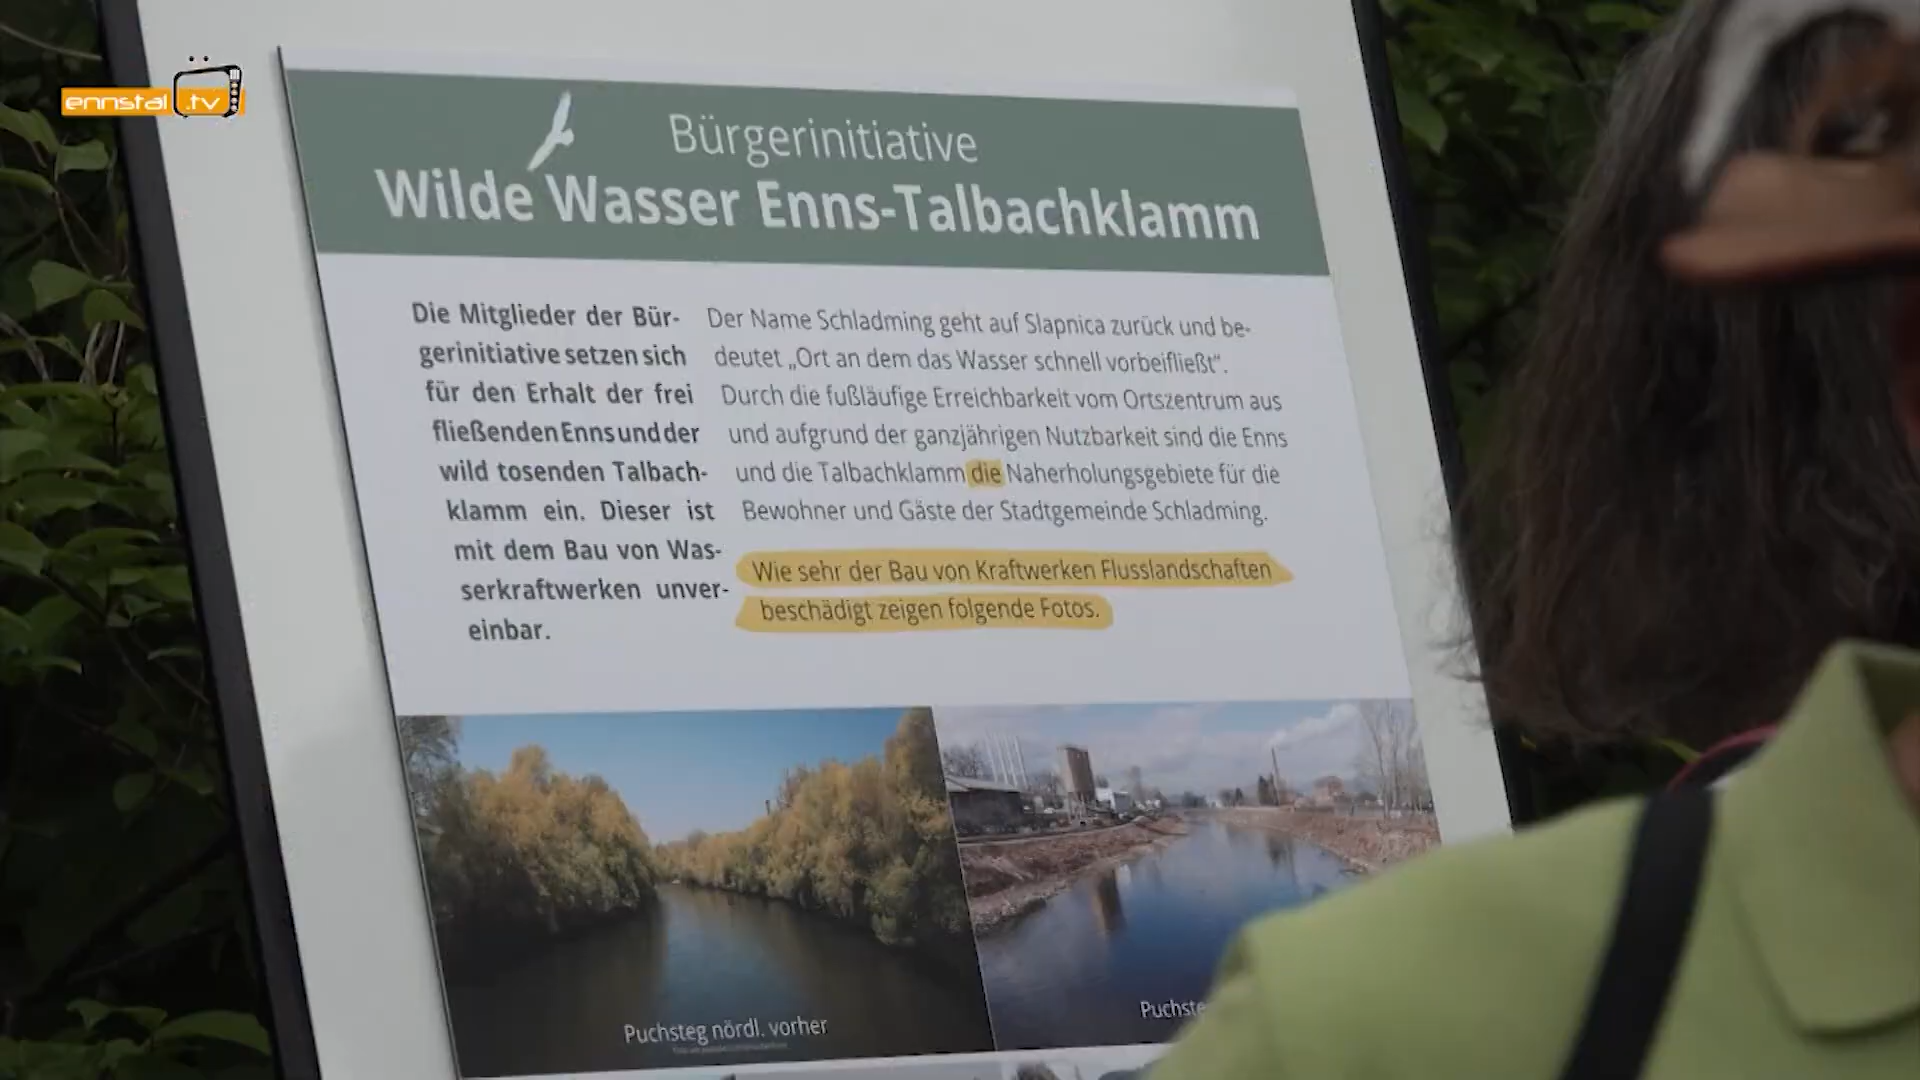 ennstal .tv
Bürgerinitiative
Wilde Wasser Enns-Talbachklamm
Die Mitglieder der Bür-
gerinitiative setzen sich
für den Erhalt der frei
fließenden Enns und der
wild tosenden Talbach-
klamm ein. Dieser ist
mit dem Bau von Was-
serkraftwerken unver-
einbar.
Der Name Schladming geht auf Slapnica zurück und be-
deutet „Ort an dem das Wasser schnell vorbeifließt“.
Durch die fußläufige Erreichbarkeit vom Ortszentrum aus
und aufgrund der ganzjährigen Nutzbarkeit sind die Enns
und die Talbachklamm die Naherholungsgebiete für die
Bewohner und Gäste der Stadtgemeinde Schladming.
Wie sehr der Bau von Kraftwerken Flusslandschaften
beschädigt zeigen folgende Fotos.
Puchsteg nördl. vorher
Puchste